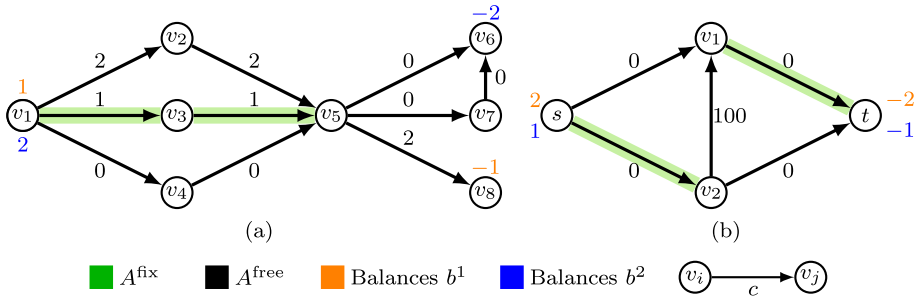 v2 v6 -2 v1
2 2 0 0 0
1 1 1 0 2 -2
v1 v3 v5 v7 s 100 t
2 0 1 -1
0 0 2 -1 0 0
v4 v8 v2
(a) (b)
A^fix A^free Balances b^1 Balances b^2 vi c vj